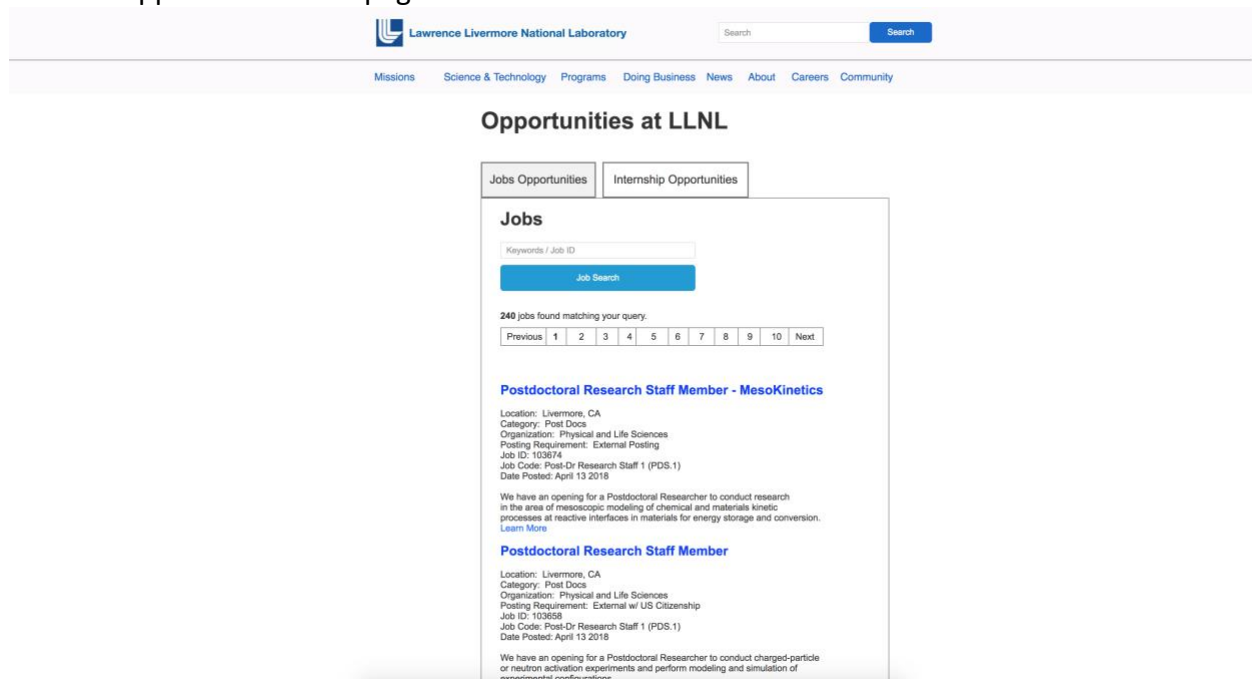 Lawrence Livermore National Laboratory
Search
Search
Missions Science & Technology Programs Doing Business News About Careers Community
Opportunities at LLNL
Jobs Opportunities Internship Opportunities
Jobs
Keywords / Job ID
Job Search
240 jobs found matching your query.
Previous 1 2 3 4 5 6 7 8 9 10 Next
Postdoctoral Research Staff Member - MesoKinetics
Location: Livermore, CA
Category: Post Docs
Organization: Physical and Life Sciences
Posting Requirement: External Posting
Job ID: 103674
Job Code: Post-Dr Research Staff 1 (PDS.1)
Date Posted: April 13 2018
We have an opening for a Postdoctoral Researcher to conduct research
in the area of mesoscopic modeling of chemical and materials kinetic
processes at reactive interfaces in materials for energy storage and conversion.
Learn More
Postdoctoral Research Staff Member
Location: Livermore, CA
Category: Post Docs
Organization: Physical and Life Sciences
Posting Requirement: External w/ US Citizenship
Job ID: 103658
Job Code: Post-Dr Research Staff 1 (PDS.1)
Date Posted: April 13 2018
We have an opening for a Postdoctoral Researcher to conduct charged-particle
or neutron activation experiments and perform modeling and simulation of
experimental configurations